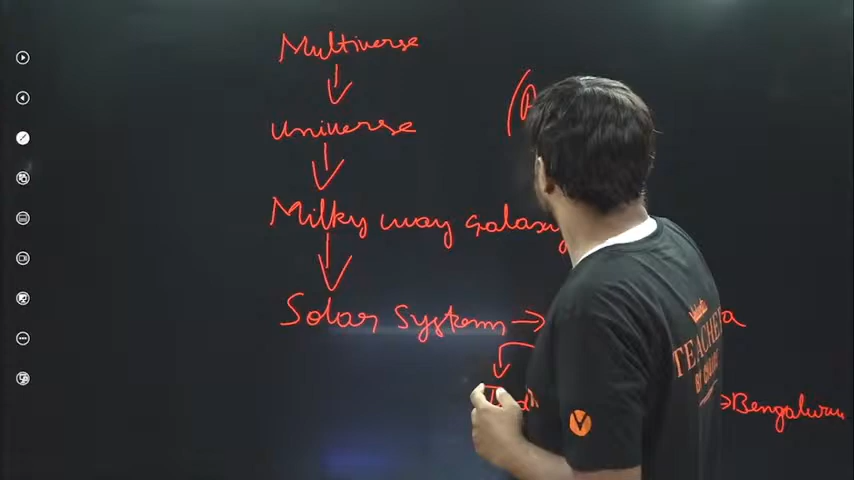 Multiverse
Universe
Milky way galaxy
Solar System
TEACHER
Bengaluru